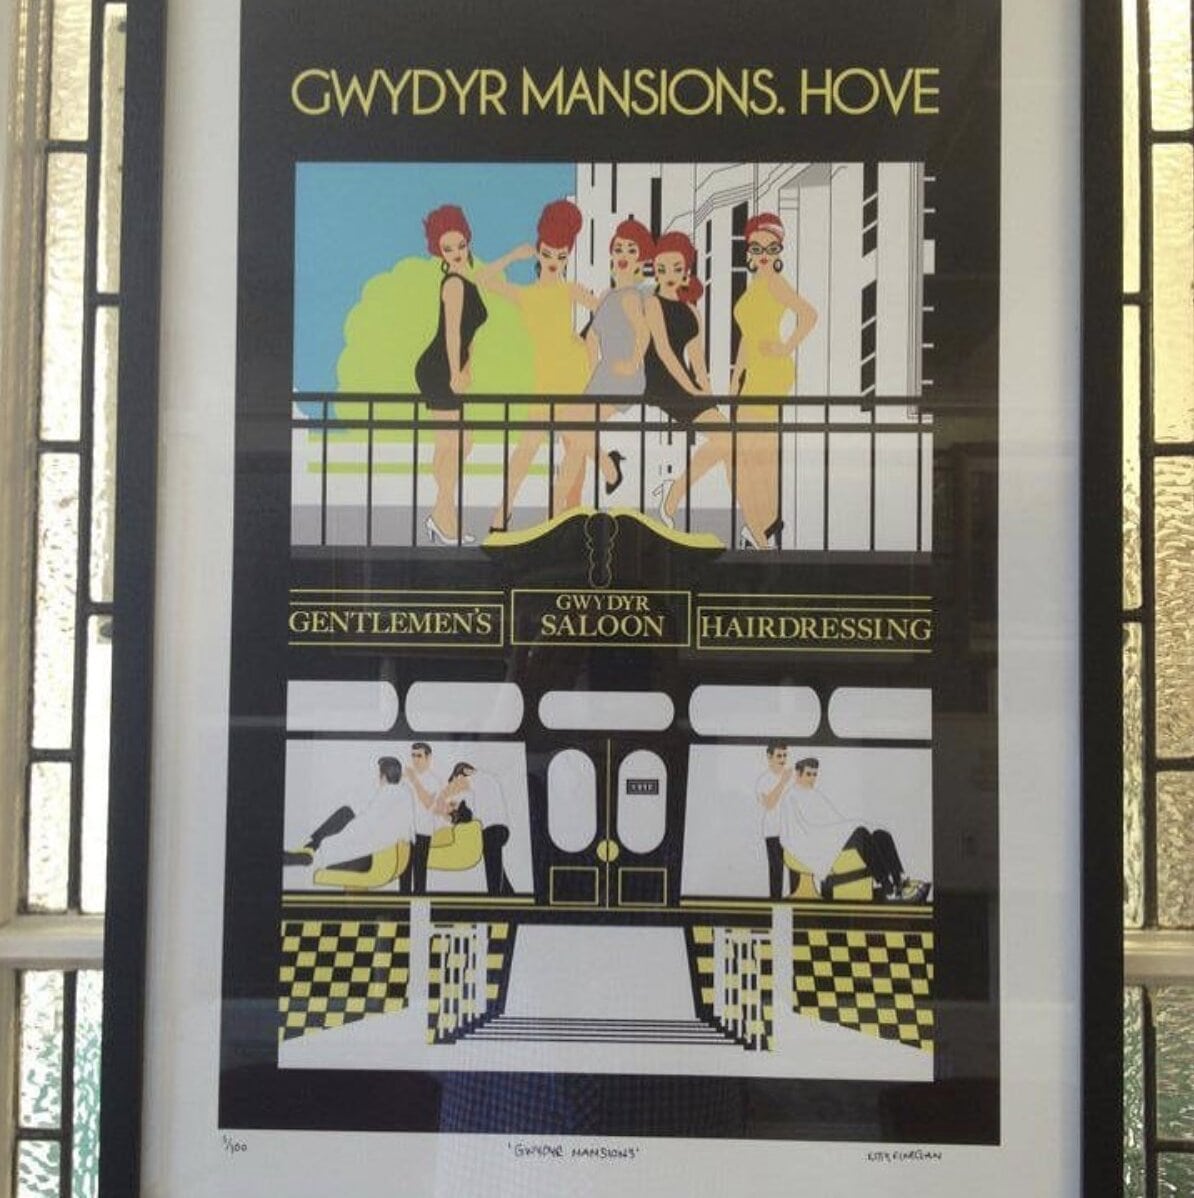 GWYDYR MANSIONS. HOVE
GENTLEMEN'S
GWYDYR
SALOON
HAIRDRESSING
'GWYDYR MANSIONS'